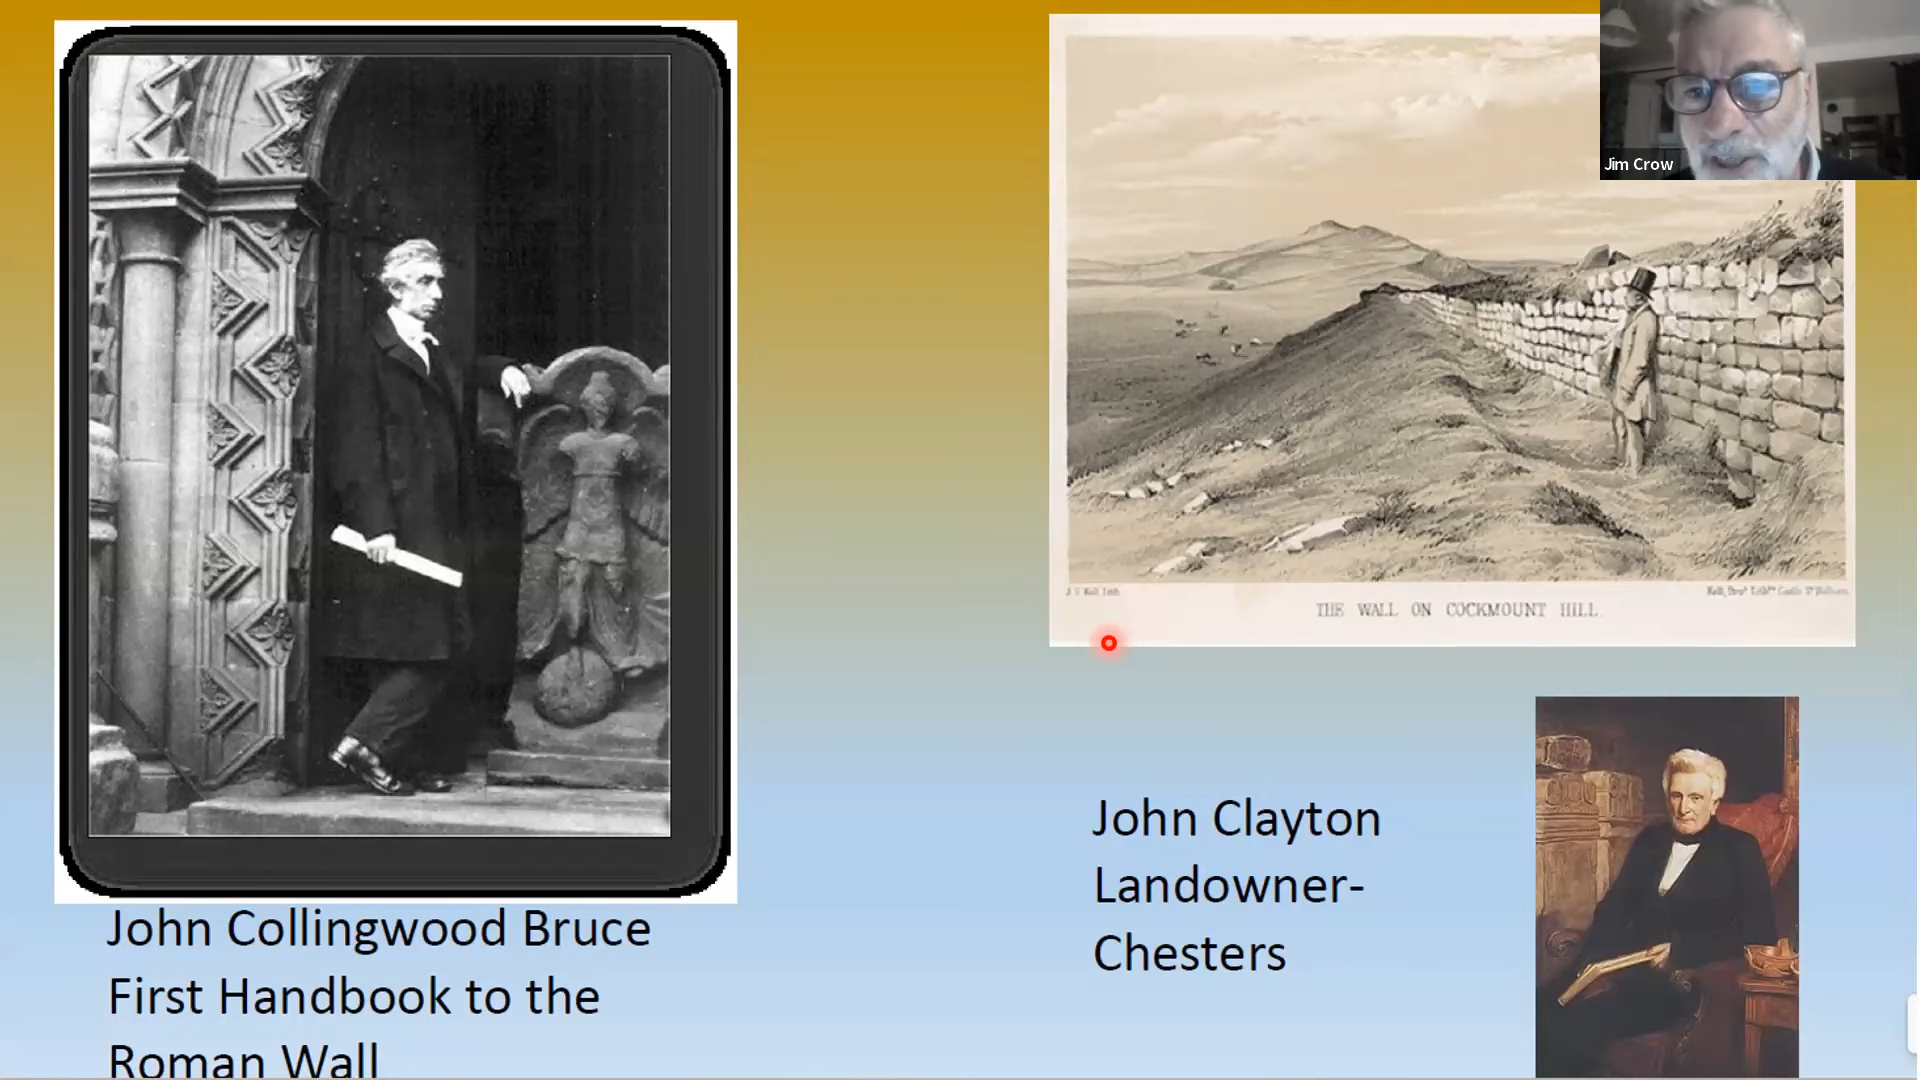 Jim Crow
THE WALL ON COCKMOUNT HILL
John Collingwood Bruce
First Handbook to the
Roman Wall
John Clayton
Landowner-
Chesters